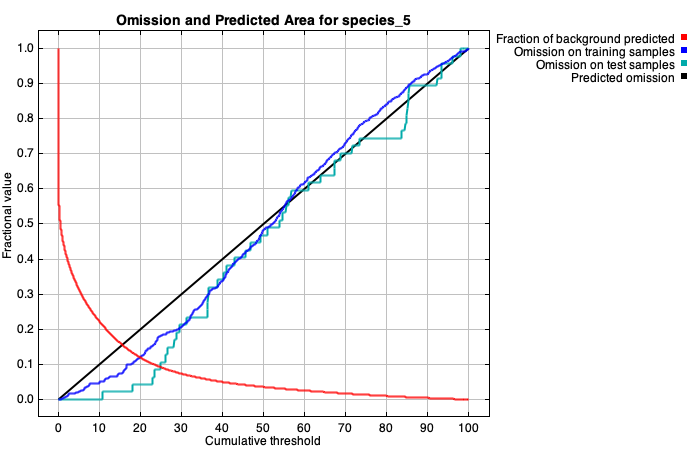 Omission and Predicted Area for species_5
Fraction of background predicted
Omission on training samples
Omission on test samples
Predicted omission
Fractional value
1.0
0.9
0.8
0.7
0.6
0.5
0.4
0.3
0.2
0.1
0.0
0 10 20 30 40 50 60 70 80 90 100
Cumulative threshold